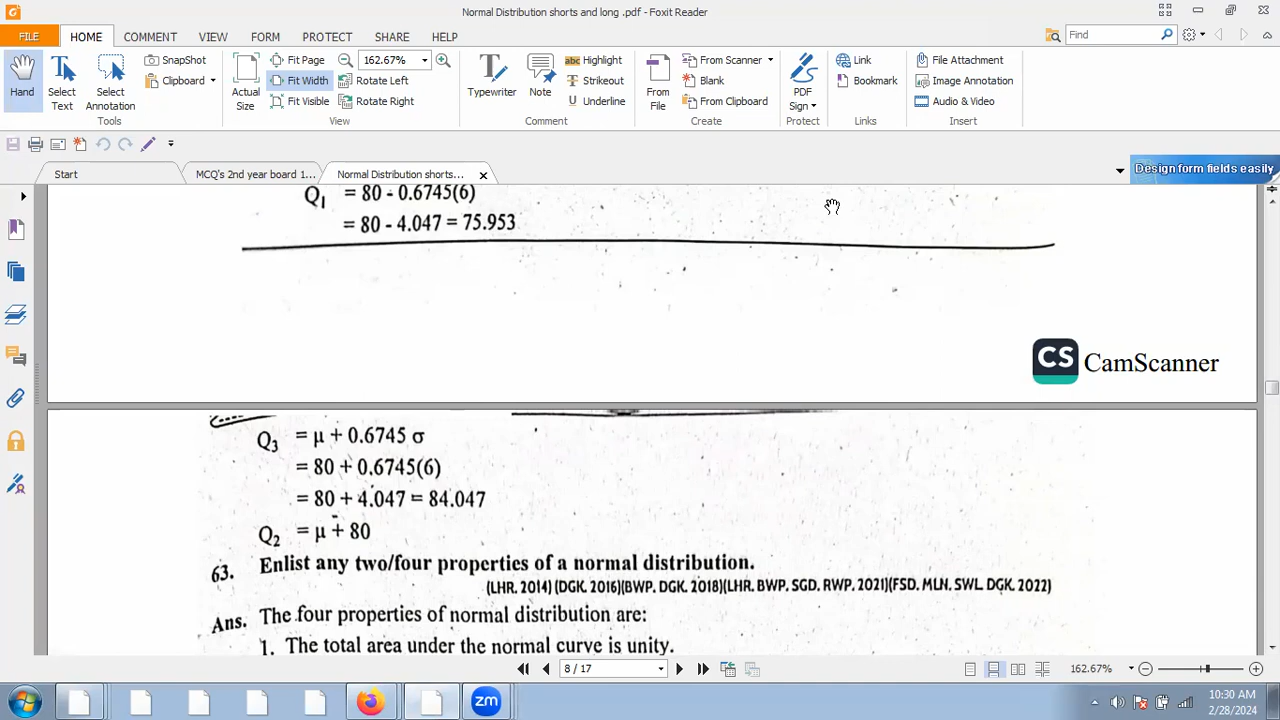 Normal Distribution shorts and long .pdf - Foxit Reader
FILE HOME COMMENT VIEW FORM PROTECT SHARE HELP Find
Hand Select Text Select Annotation SnapShot Clipboard Tools
Actual Size Fit Page Fit Width Fit Visible 162.67% Rotate Left Rotate Right View
Typewriter Note Highlight Strikeout Underline Comment
From File From Scanner Blank From Clipboard Create
PDF Sign Protect
Link Bookmark Links
File Attachment Image Annotation Audio & Video Insert
Start MCQ's 2nd year board 1... Normal Distribution shorts... Design form fields easily
Q1 = 80 - 0.6745(6)
= 80 - 4.047 = 75.953
CS CamScanner
Q3 = μ + 0.6745 σ
= 80 + 0.6745(6)
= 80 + 4.047 = 84.047
Q2 = μ + 80
63. Enlist any two/four properties of a normal distribution.
(LHR. 2014) (DGK. 2016)(BWP. DGK. 2018)(LHR. BWP. SGD. RWP. 2021)(FSD. MLN. SWL. DGK. 2022)
Ans. The four properties of normal distribution are:
1. The total area under the normal curve is unity.
8 / 17 162.67%
zm 10:30 AM
2/28/2024